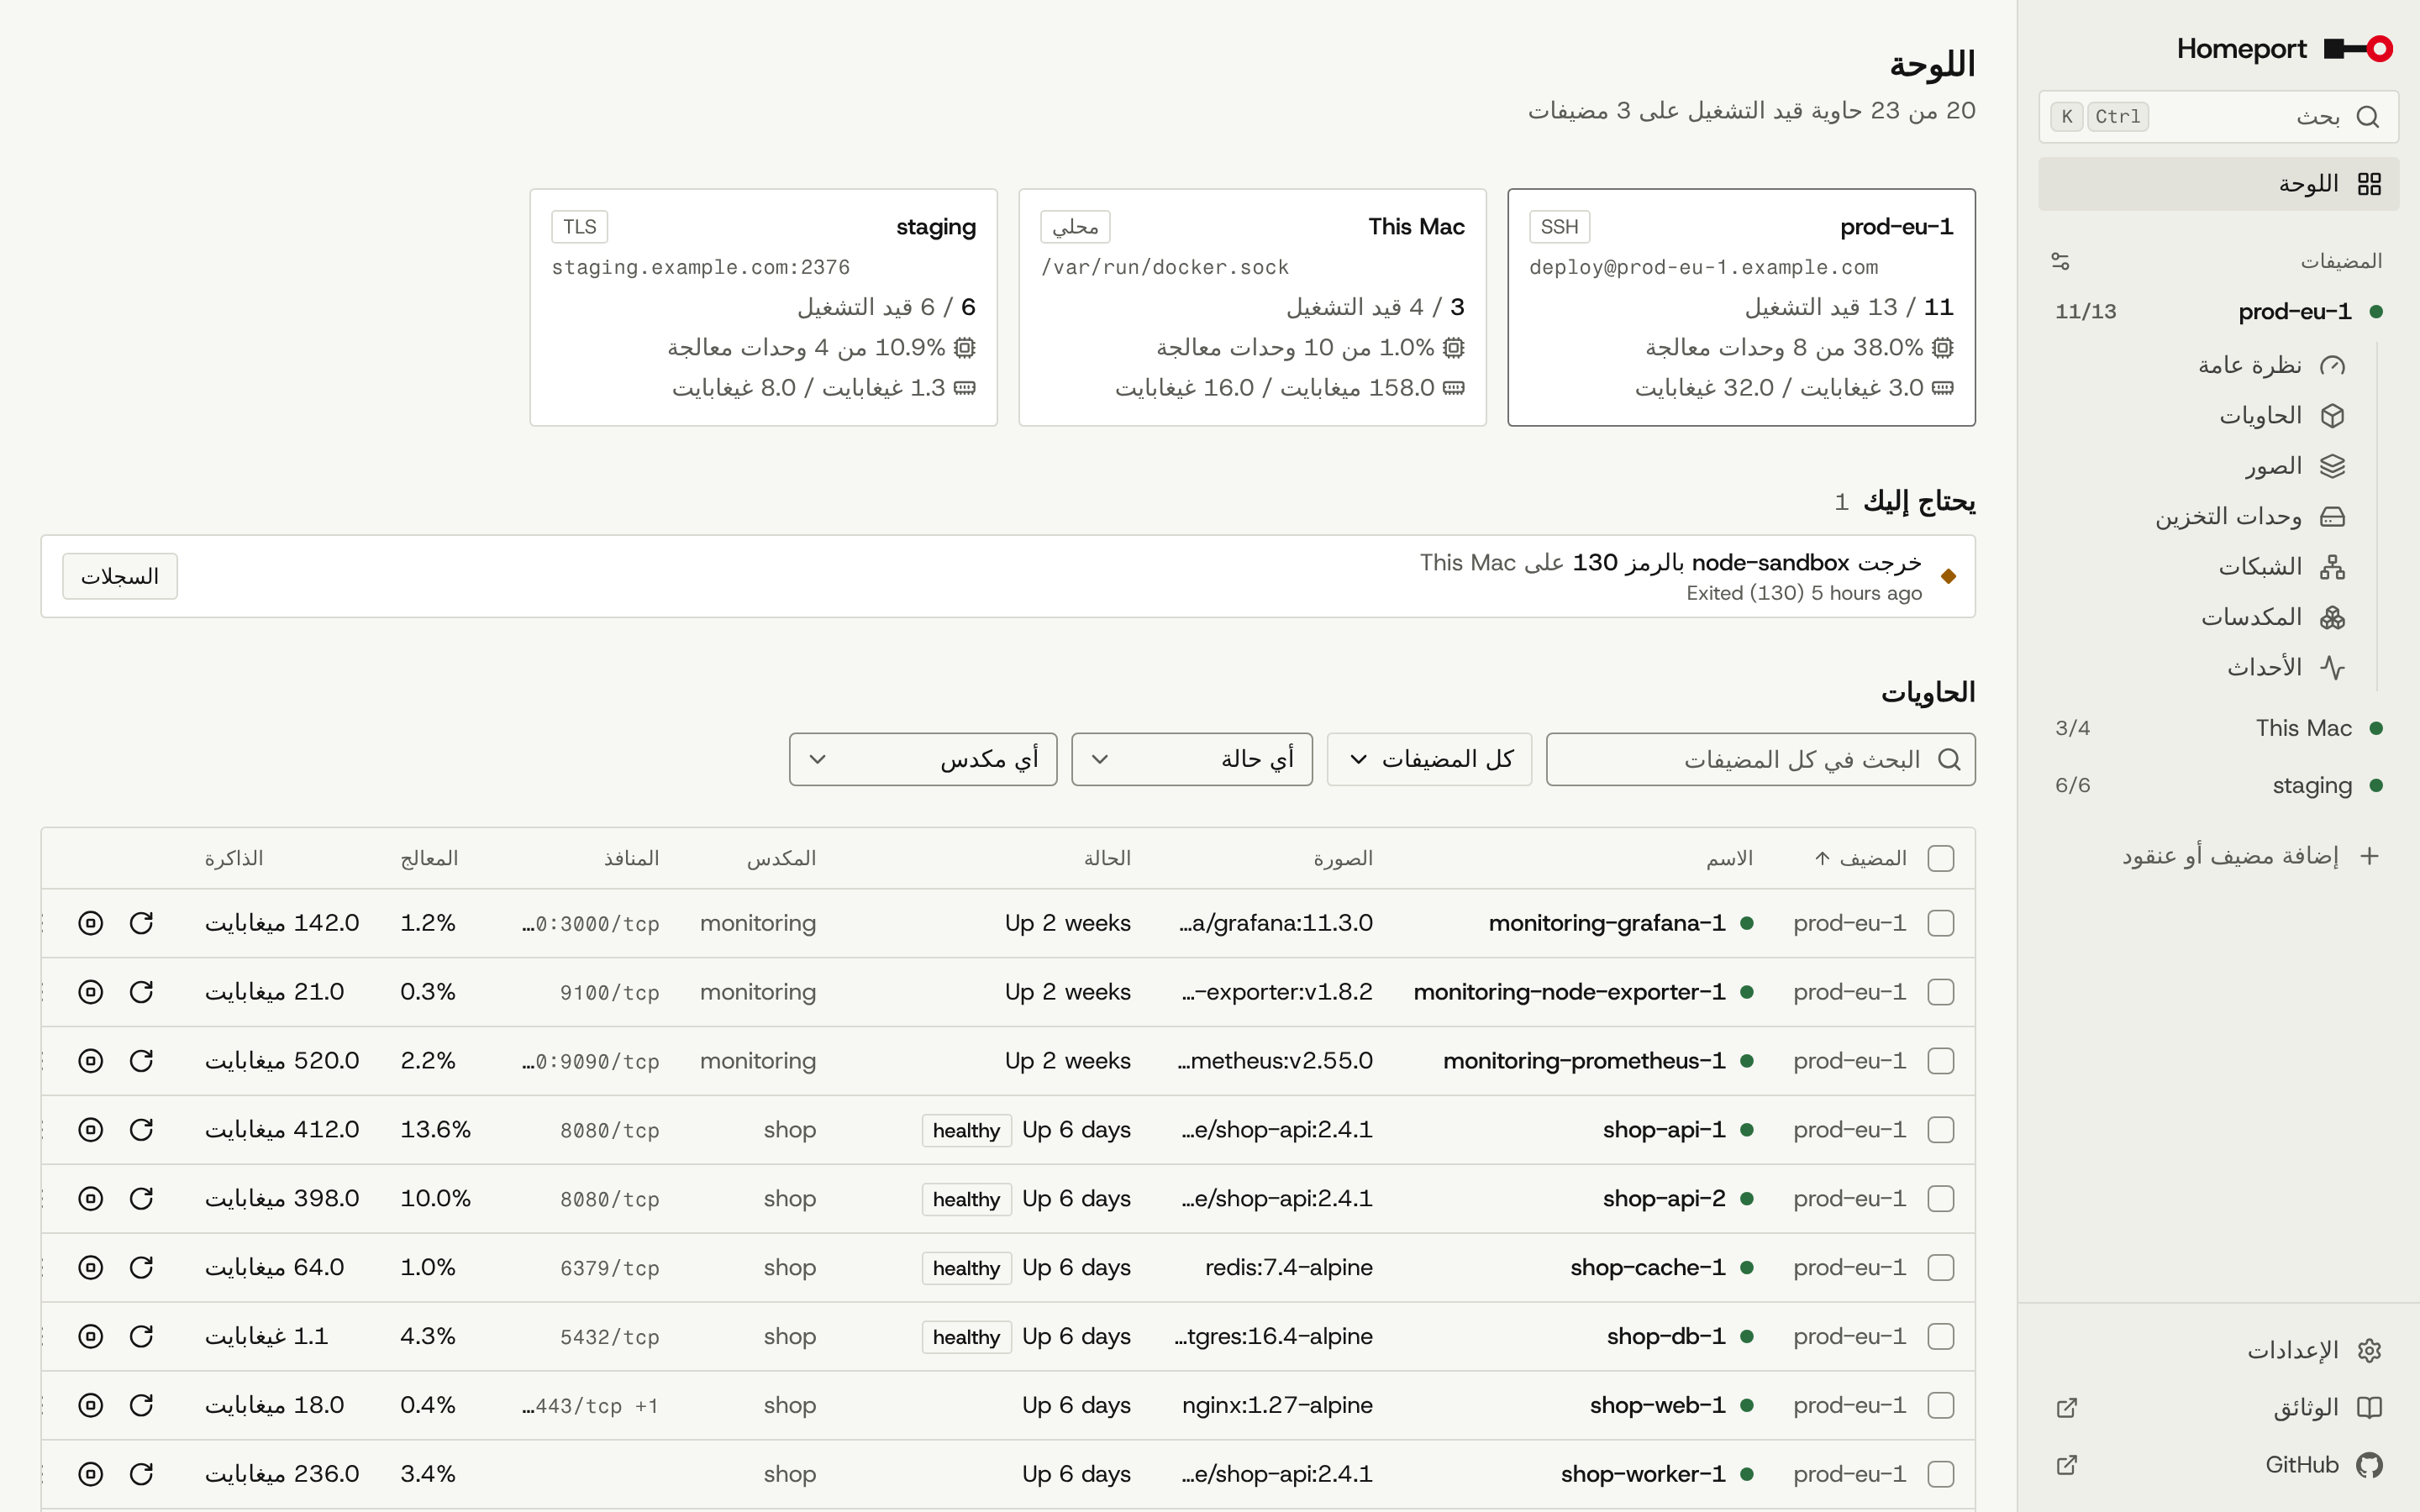 Homeport
بحث
Ctrl K
اللوحة
المضيفات
prod-eu-1 11/13
نظرة عامة
الحاويات
الصور
وحدات التخزين
الشبكات
المكدسات
الأحداث
This Mac 3/4
staging 6/6
إضافة مضيف أو عنقود
الإعدادات
الوثائق
GitHub
اللوحة
20 من 23 حاوية قيد التشغيل على 3 مضيفات
prod-eu-1 SSH
deploy@prod-eu-1.example.com
11 / 13 قيد التشغيل
38.0% من 8 وحدات معالجة
3.0 غيغابايت / 32.0 غيغابايت
This Mac محلي
/var/run/docker.sock
3 / 4 قيد التشغيل
1.0% من 10 وحدات معالجة
158.0 ميغابايت / 16.0 غيغابايت
staging TLS
staging.example.com:2376
6 / 6 قيد التشغيل
10.9% من 4 وحدات معالجة
1.3 غيغابايت / 8.0 غيغابايت
يحتاج إليك 1
خرجت node-sandbox بالرمز 130 على This Mac
Exited (130) 5 hours ago
السجلات
الحاويات
البحث في كل المضيفات
كل المضيفات
أي حالة
أي مكدس
المضيف ↑ الاسم الصورة الحالة المكدس المنافذ المعالج الذاكرة
prod-eu-1 monitoring-grafana-1 …a/grafana:11.3.0 Up 2 weeks monitoring …0:3000/tcp 1.2% 142.0 ميغابايت
prod-eu-1 monitoring-node-exporter-1 …-exporter:v1.8.2 Up 2 weeks monitoring 9100/tcp 0.3% 21.0 ميغابايت
prod-eu-1 monitoring-prometheus-1 …metheus:v2.55.0 Up 2 weeks monitoring …0:9090/tcp 2.2% 520.0 ميغابايت
prod-eu-1 shop-api-1 …e/shop-api:2.4.1 Up 6 days healthy shop 8080/tcp 13.6% 412.0 ميغابايت
prod-eu-1 shop-api-2 …e/shop-api:2.4.1 Up 6 days healthy shop 8080/tcp 10.0% 398.0 ميغابايت
prod-eu-1 shop-cache-1 redis:7.4-alpine Up 6 days healthy shop 6379/tcp 1.0% 64.0 ميغابايت
prod-eu-1 shop-db-1 …tgres:16.4-alpine Up 6 days healthy shop 5432/tcp 4.3% 1.1 غيغابايت
prod-eu-1 shop-web-1 nginx:1.27-alpine Up 6 days shop …443/tcp +1 0.4% 18.0 ميغابايت
prod-eu-1 shop-worker-1 …e/shop-api:2.4.1 Up 6 days shop 3.4% 236.0 ميغابايت